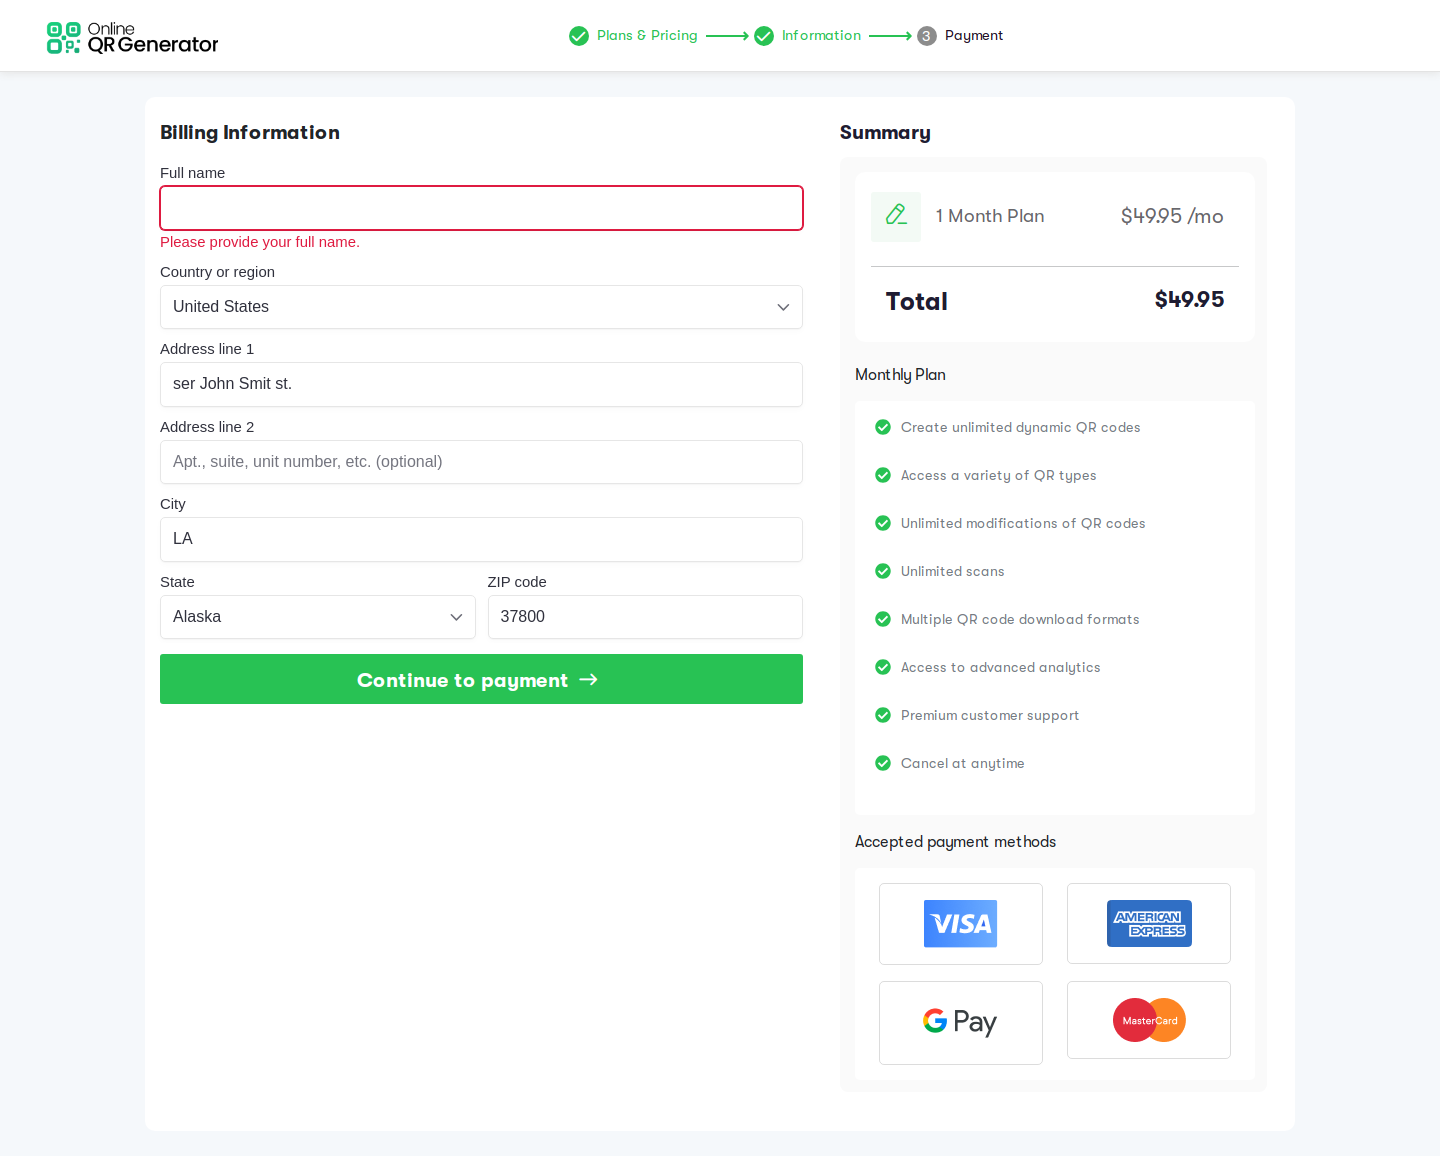 Online
QR Generator
Plans & Pricing
Information
3 Payment
Billing Information
Full name
Please provide your full name.
Country or region
United States
Address line 1
ser John Smit st.
Address line 2
Apt., suite, unit number, etc. (optional)
City
LA
State
ZIP code
Alaska
37800
Continue to payment →
Summary
1 Month Plan
$49.95 /mo
Total
$49.95
Monthly Plan
Create unlimited dynamic QR codes
Access a variety of QR types
Unlimited modifications of QR codes
Unlimited scans
Multiple QR code download formats
Access to advanced analytics
Premium customer support
Cancel at anytime
Accepted payment methods
VISA
AMERICAN
EXPRESS
G Pay
MasterCard